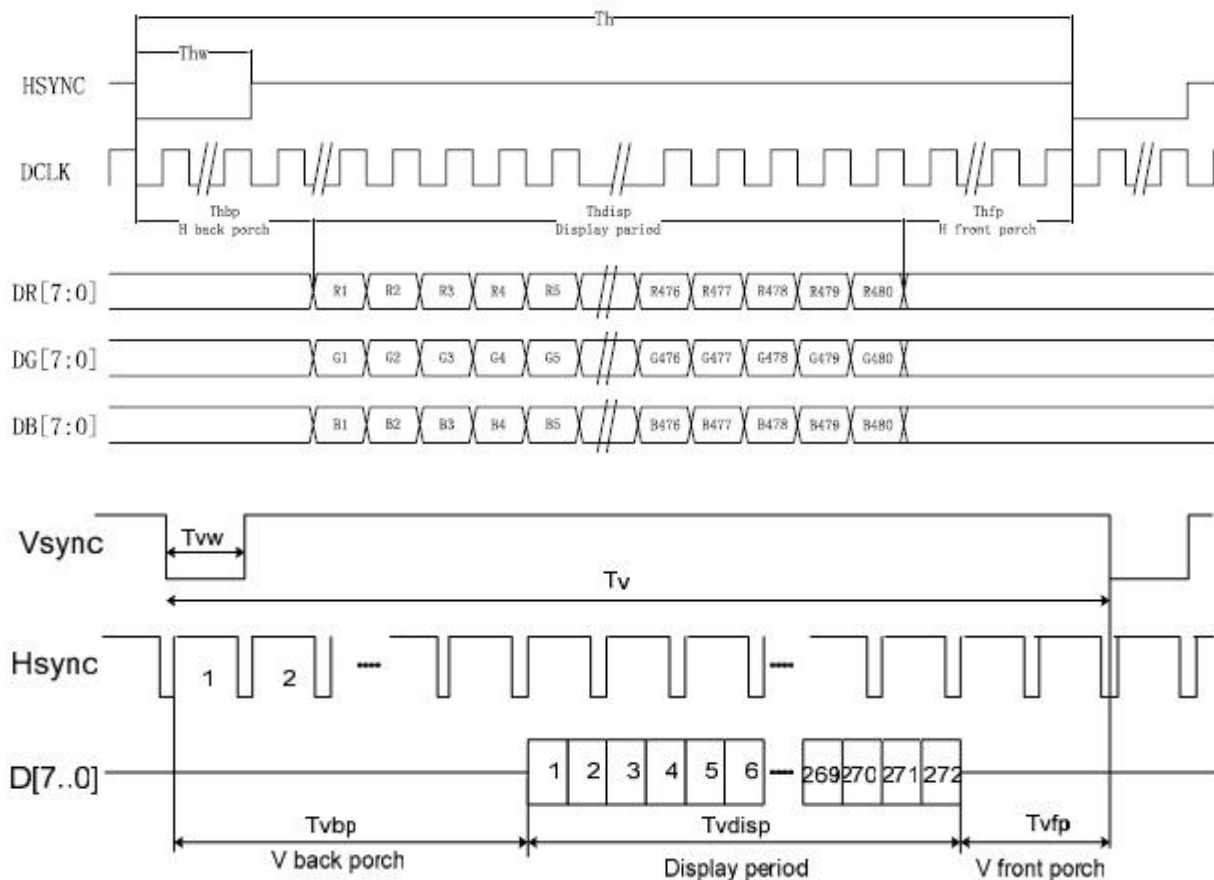 Th
Thw
HSYNC
DCLK
Thbp Thdisp Thfp
H back porch Display period H front porch
DR[7:0] R1 R2 R3 R4 R5 R476 R477 R478 R479 R480
DG[7:0] G1 G2 G3 G4 G5 G476 G477 G478 G479 G480
DB[7:0] B1 B2 B3 B4 B5 B476 B477 B478 B479 B480
Vsync
Tvw
Tv
Hsync 1 2 .... ....
D[7..0] 1 2 3 4 5 6 .... 269 270 271 272
Tvbp Tvdisp Tvfp
V back porch Display period V front porch